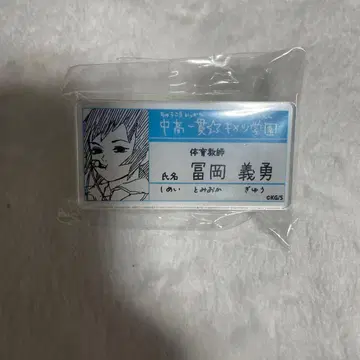 中高一貫!!キメツ学園
体育教師
氏名 冨岡 義勇
しめい とみおか ぎゆう
©KG/S